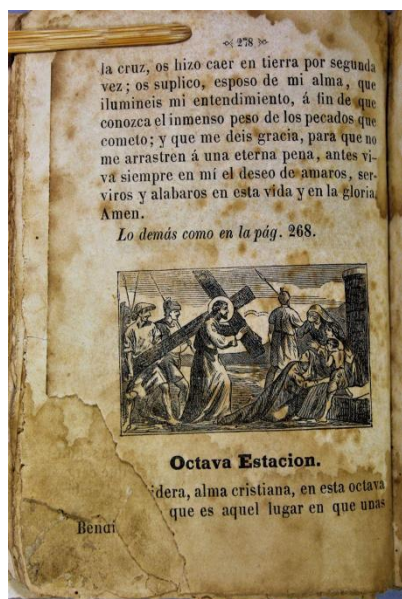 278
la cruz, os hizo caer en tierra por segunda
vez; os suplico, esposo de mi alma, que
ilumineis mi entendimiento, á fin de que
conozca el inmenso peso de los pecados que
cometo; y que me deis gracia, para que no
me arrastren á una eterna pena, antes vi-
va siempre en mí el deseo de amaros, ser-
viros y alabaros en esta vida y en la gloria.
Amen.
Lo demás como en la pág. 268.
Octava Estacion.
idera, alma cristiana, en esta octava
que es aquel lugar en que unas